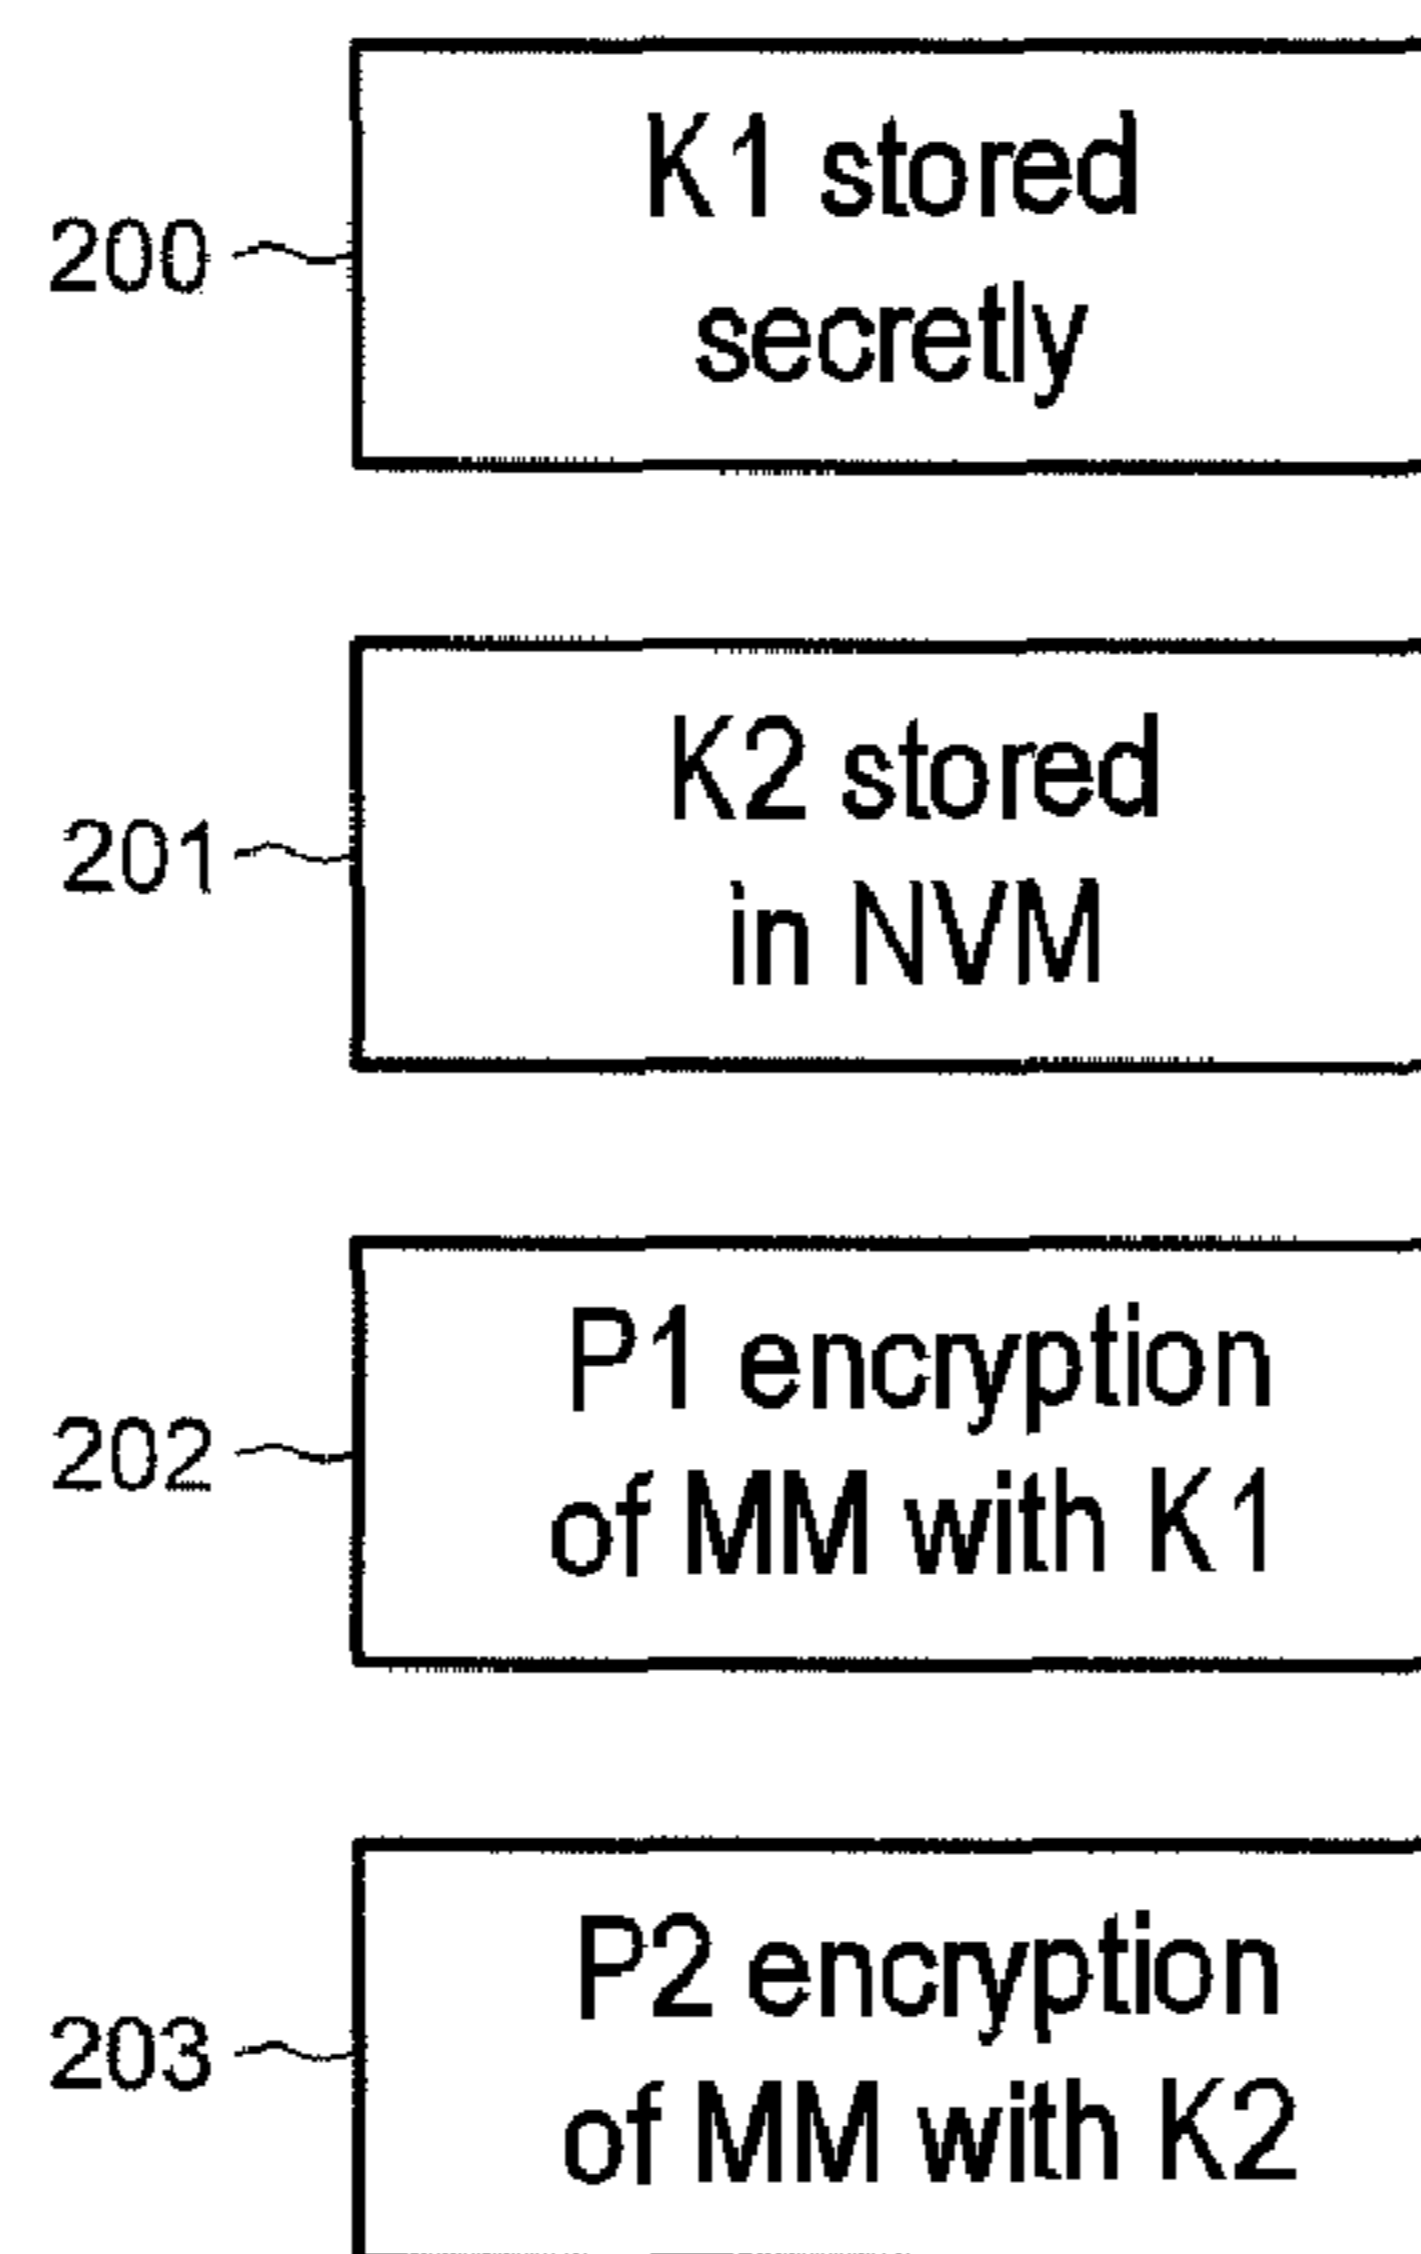 K1 stored
secretly
200
K2 stored
in NVM
201
P1 encryption
of MM with K1
202
P2 encryption
of MM with K2
203